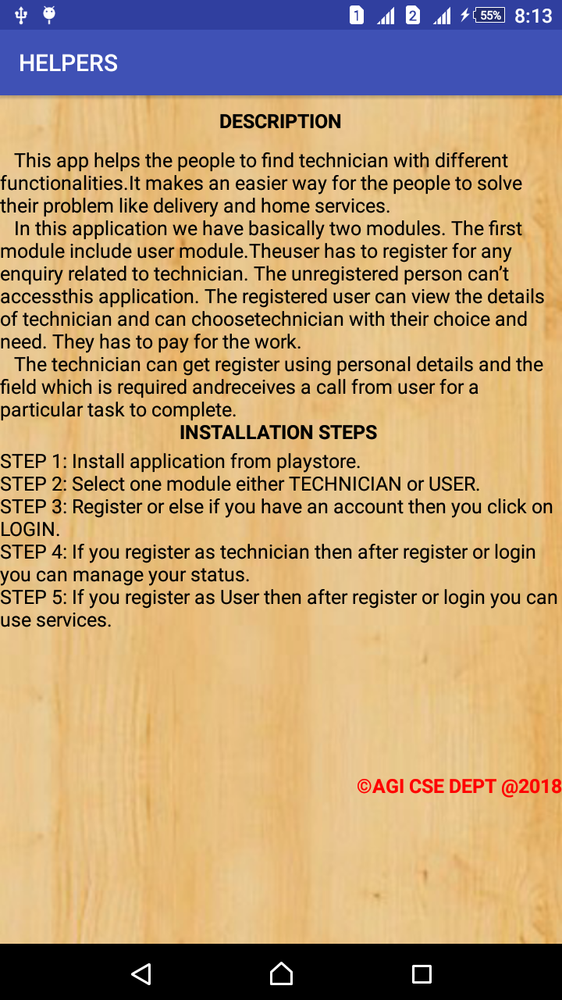 1 2 55% 8:13
HELPERS
DESCRIPTION
This app helps the people to find technician with different
functionalities.It makes an easier way for the people to solve
their problem like delivery and home services.
In this application we have basically two modules. The first
module include user module.Theuser has to register for any
enquiry related to technician. The unregistered person can’t
accessthis application. The registered user can view the details
of technician and can choosetechnician with their choice and
need. They has to pay for the work.
The technician can get register using personal details and the
field which is required andreceives a call from user for a
particular task to complete.
INSTALLATION STEPS
STEP 1: Install application from playstore.
STEP 2: Select one module either TECHNICIAN or USER.
STEP 3: Register or else if you have an account then you click on
LOGIN.
STEP 4: If you register as technician then after register or login
you can manage your status.
STEP 5: If you register as User then after register or login you can
use services.
©AGI CSE DEPT @2018